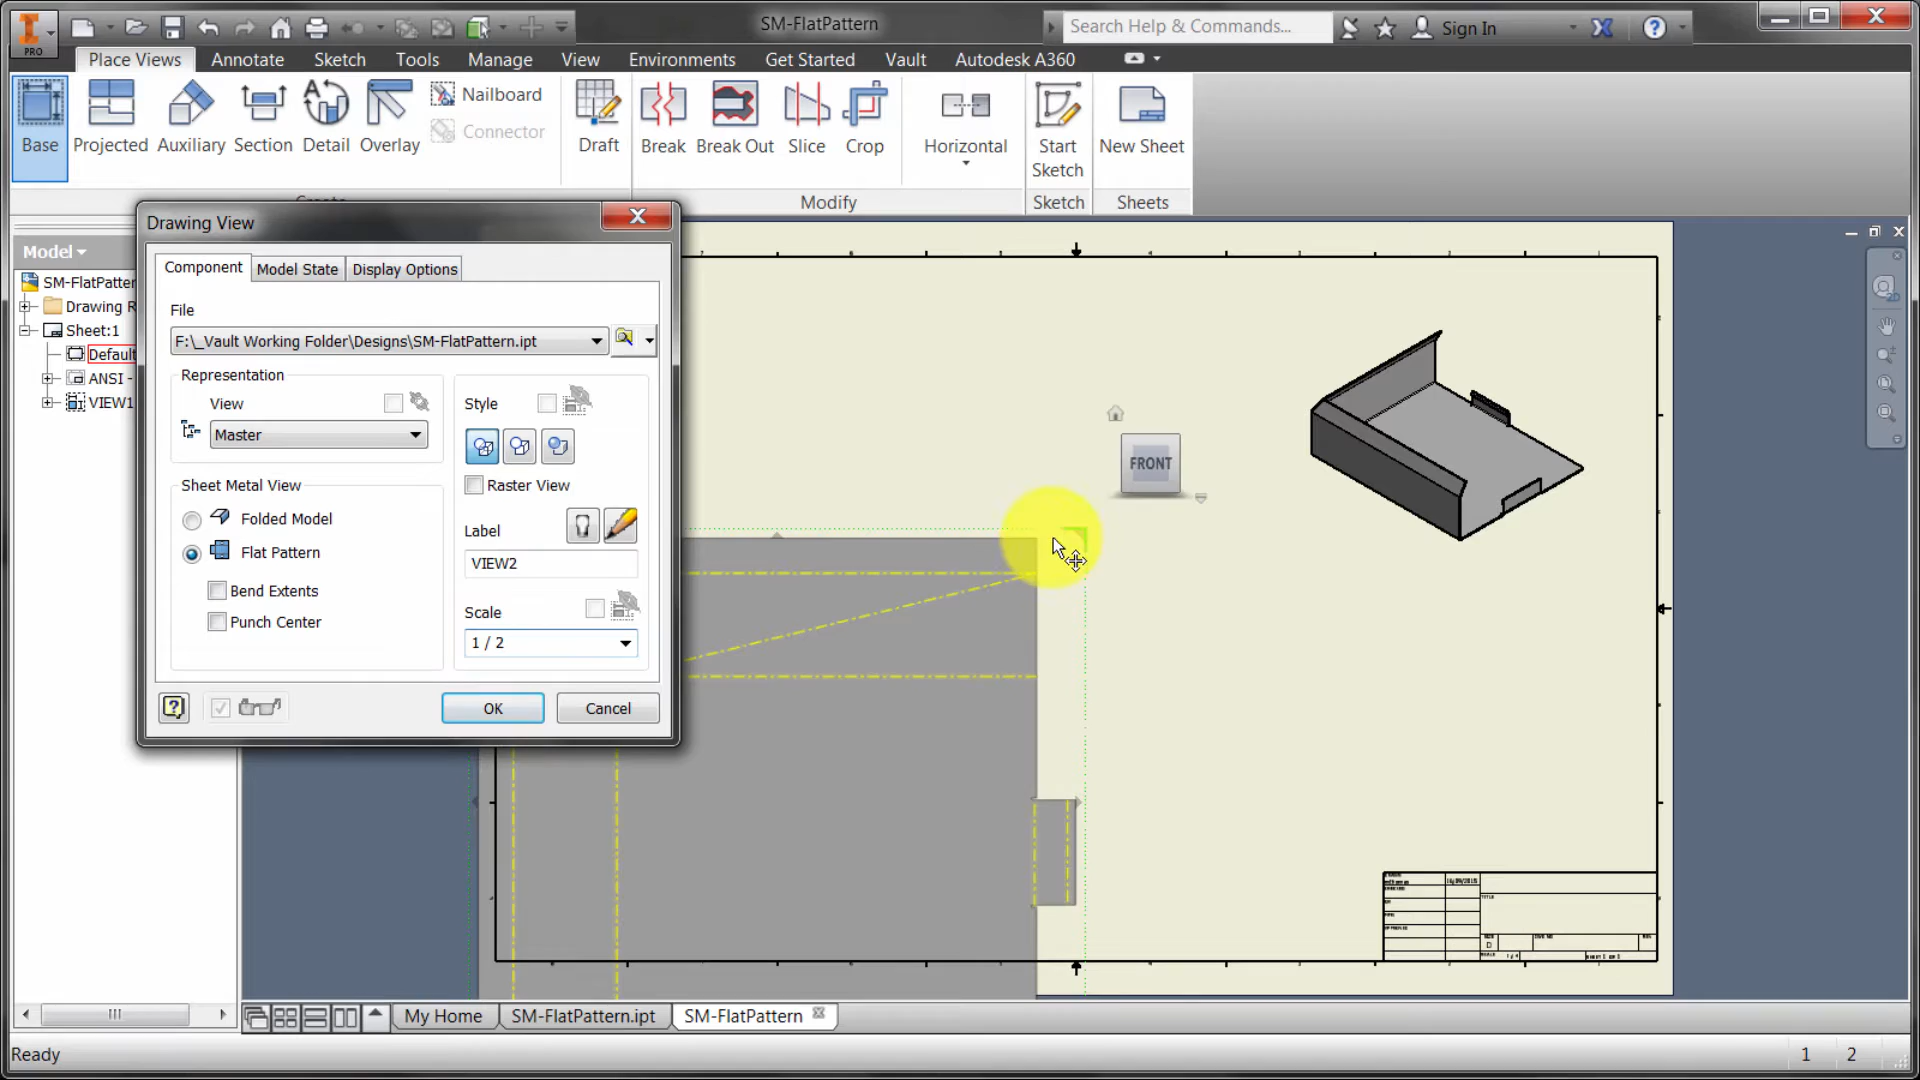 SM-FlatPattern
Search Help & Commands...
Sign In
PRO
Place Views
Annotate
Sketch
Tools
Manage
View
Environments
Get Started
Vault
Autodesk A360
Base
Projected
Auxiliary
Section
Detail
Overlay
Nailboard
Connector
Draft
Break
Break Out
Slice
Crop
Horizontal
Start
Sketch
New Sheet
Modify
Sketch
Sheets
Model
SM-FlatPatter
Drawing R
Sheet:1
Default
ANSI -
VIEW1
Drawing View
Component
Model State
Display Options
File
F:\_Vault Working Folder\Designs\SM-FlatPattern.ipt
Representation
View
Master
Sheet Metal View
Folded Model
Flat Pattern
Bend Extents
Punch Center
Style
Raster View
Label
VIEW2
Scale
1 / 2
OK
Cancel
FRONT
TITLE
My Home
SM-FlatPattern.ipt
SM-FlatPattern
Ready
1
2